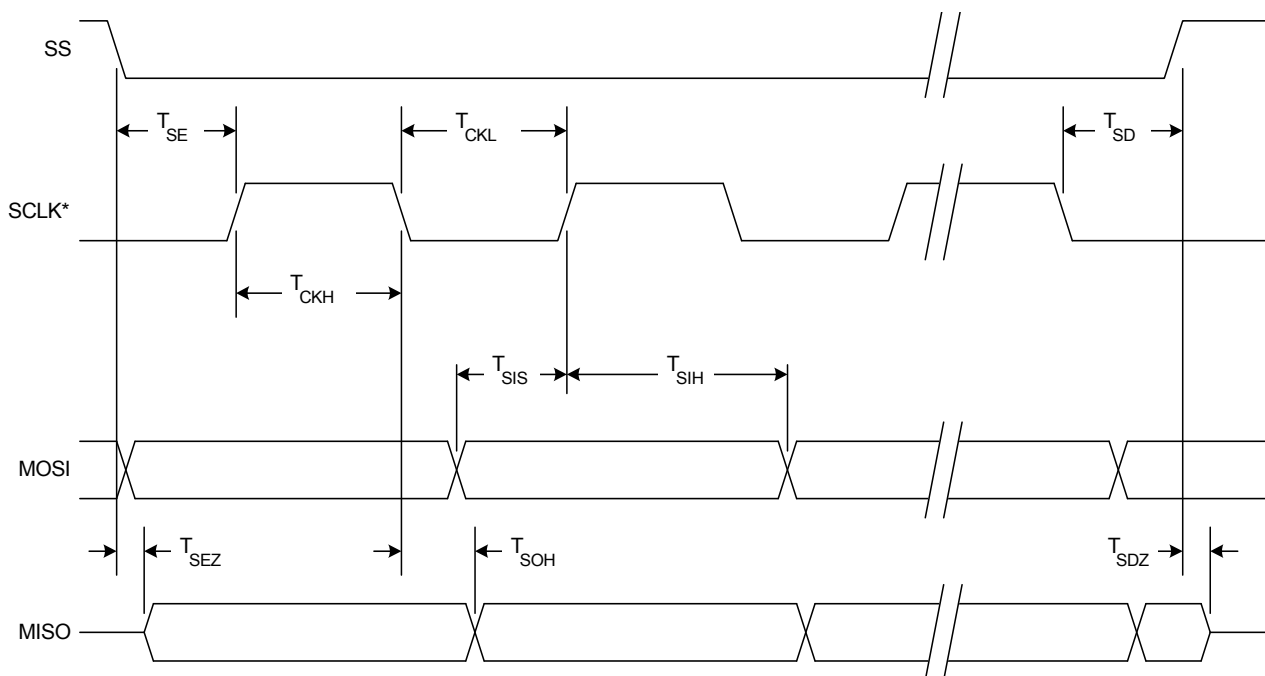 SS
T_SE
T_CKL
T_SD
SCLK*
T_CKH
T_SIS
T_SIH
MOSI
T_SEZ
T_SOH
T_SDZ
MISO